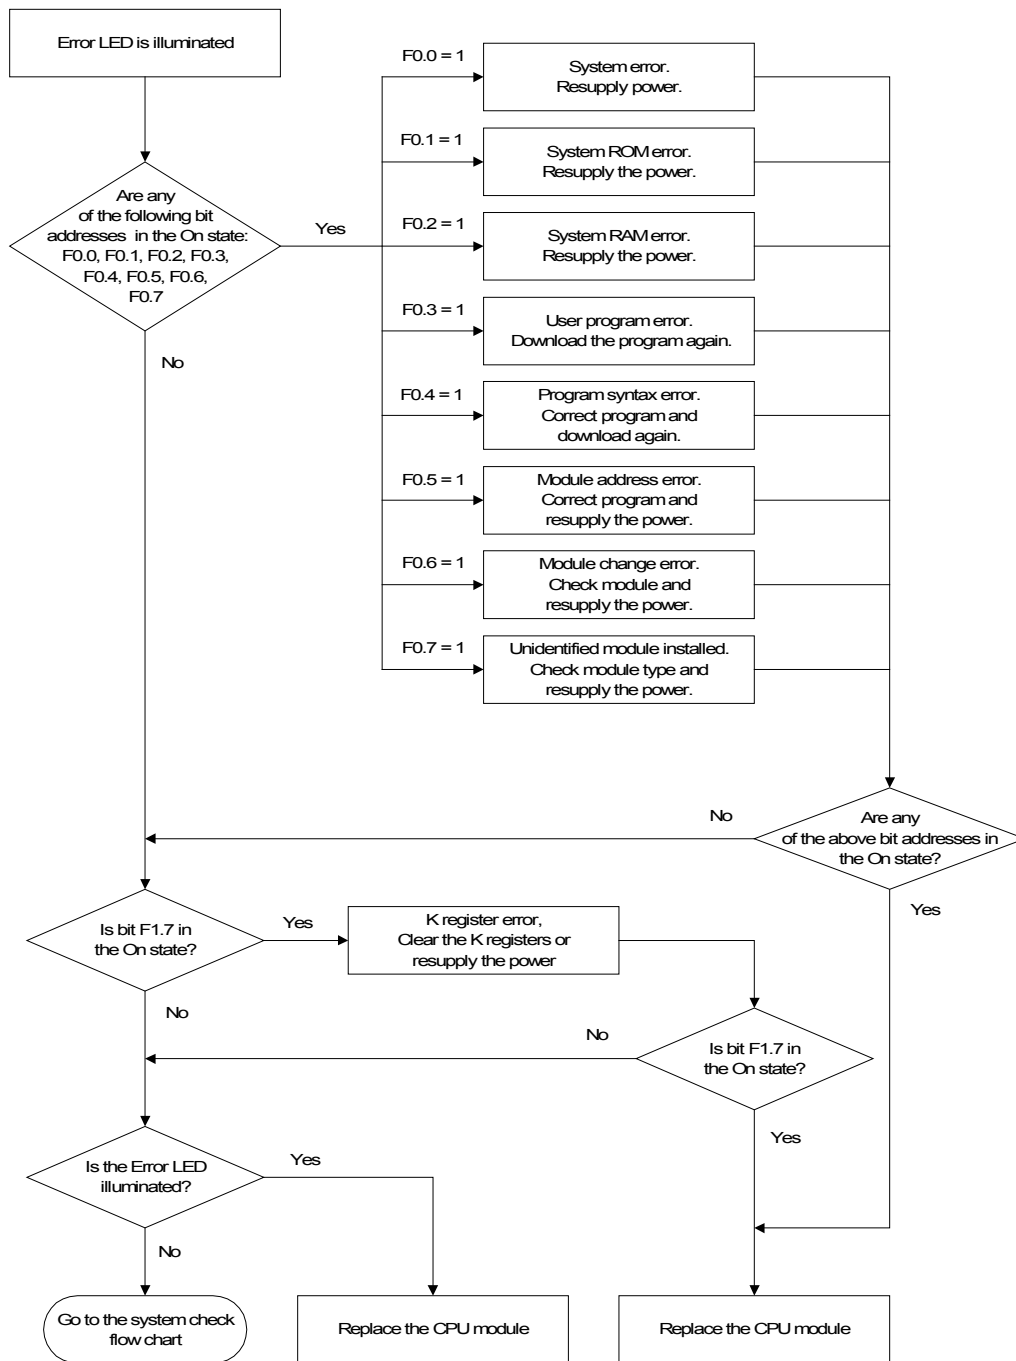 Error LED is illuminated
Are any
of the following bit
addresses in the On state:
F0.0, F0.1, F0.2, F0.3,
F0.4, F0.5, F0.6,
F0.7
Yes
No
F0.0 = 1
System error.
Resupply power.
F0.1 = 1
System ROM error.
Resupply the power.
F0.2 = 1
System RAM error.
Resupply the power.
F0.3 = 1
User program error.
Download the program again.
F0.4 = 1
Program syntax error.
Correct program and
download again.
F0.5 = 1
Module address error.
Correct program and
resupply the power.
F0.6 = 1
Module change error.
Check module and
resupply the power.
F0.7 = 1
Unidentified module installed.
Check module type and
resupply the power.
Are any
of the above bit addresses in
the On state?
No
Yes
Is bit F1.7 in
the On state?
Yes
No
K register error,
Clear the K registers or
resupply the power
Is bit F1.7 in
the On state?
No
Yes
Is the Error LED
illuminated?
Yes
No
Go to the system check
flow chart
Replace the CPU module
Replace the CPU module